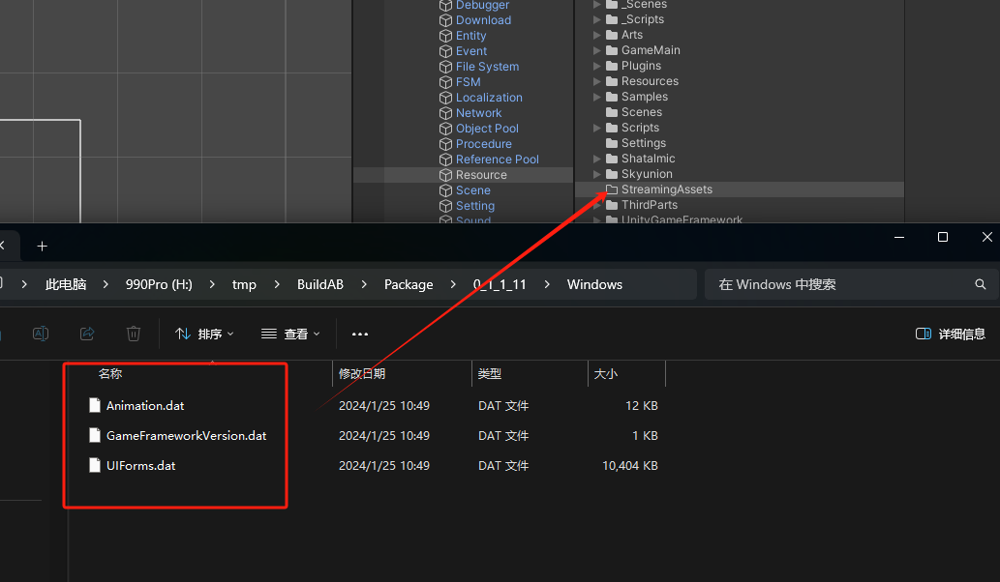 Debugger
Download
Entity
Event
File System
FSM
Localization
Network
Object Pool
Procedure
Reference Pool
Resource
Scene
Setting
Sound
_Scenes
_Scripts
Arts
GameMain
Plugins
Resources
Samples
Scenes
Scripts
Settings
Shatalmic
Skyunion
StreamingAssets
ThirdParts
UnityGameFramework
此电脑 > 990Pro (H:) > tmp > BuildAB > Package > 0_1_1_11 > Windows
在 Windows 中搜索
排序 查看 ... 详细信息
名称 修改日期 类型 大小
Animation.dat 2024/1/25 10:49 DAT 文件 12 KB
GameFrameworkVersion.dat 2024/1/25 10:49 DAT 文件 1 KB
UIForms.dat 2024/1/25 10:49 DAT 文件 10,404 KB